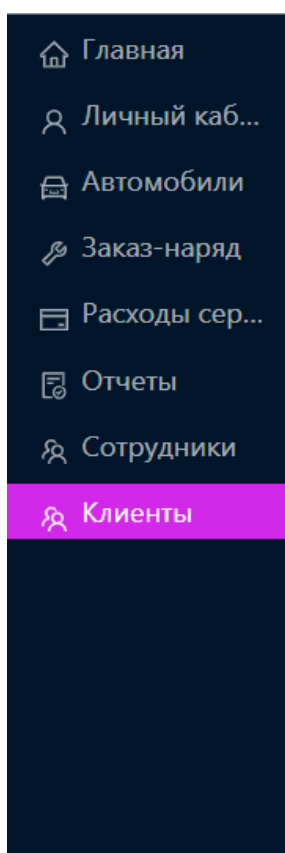 Главная
Личный каб...
Автомобили
Заказ-наряд
Расходы сер...
Отчеты
Сотрудники
Клиенты